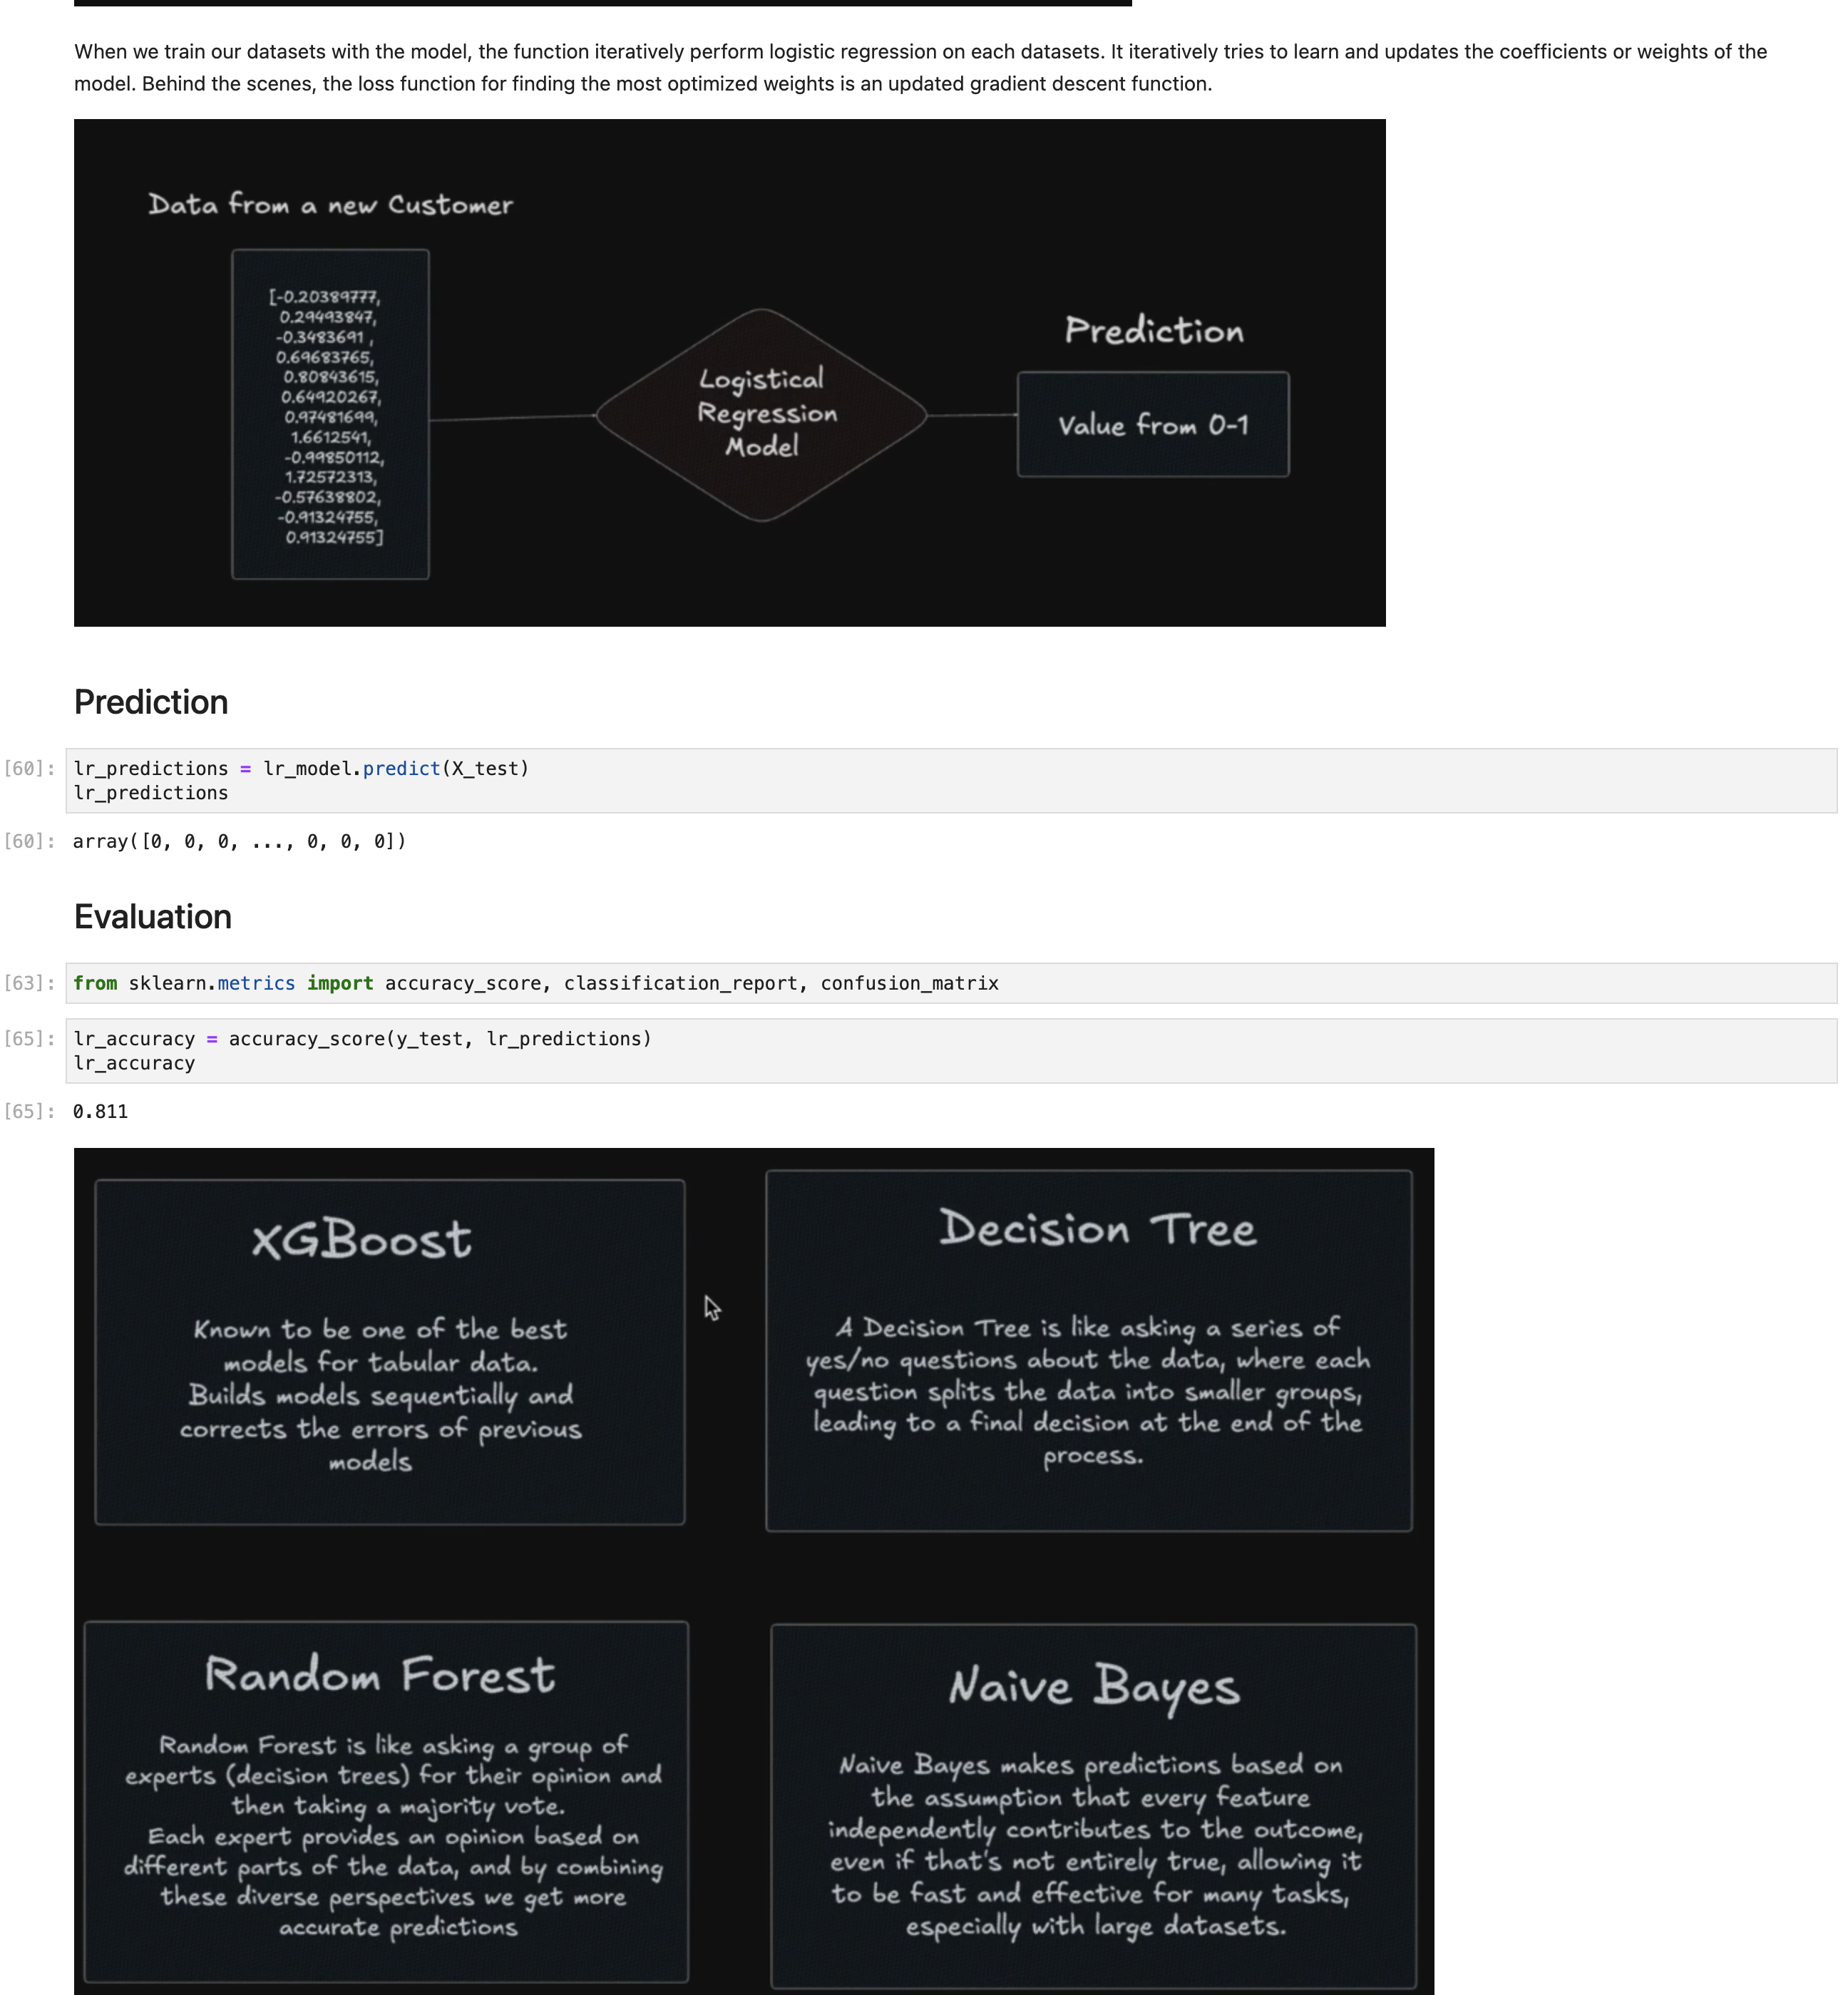 When we train our datasets with the model, the function iteratively perform logistic regression on each datasets. It iteratively tries to learn and updates the coefficients or weights of the
model. Behind the scenes, the loss function for finding the most optimized weights is an updated gradient descent function.
Data from a new Customer
[-0.20389777,
0.29493847,
-0.3483691 ,
0.69683765,
0.80843615,
0.64920267,
0.97481699,
1.6612541,
-0.99850112,
1.72572313,
-0.57638802,
-0.91324755,
0.91324755]
Logistical
Regression
Model
Prediction
Value from 0-1
Prediction
[60]: lr_predictions = lr_model.predict(X_test)
lr_predictions
[60]: array([0, 0, 0, ..., 0, 0, 0])
Evaluation
[63]: from sklearn.metrics import accuracy_score, classification_report, confusion_matrix
[65]: lr_accuracy = accuracy_score(y_test, lr_predictions)
lr_accuracy
[65]: 0.811
XGBoost
Known to be one of the best
models for tabular data.
Builds models sequentially and
corrects the errors of previous
models
Decision Tree
A Decision Tree is like asking a series of
yes/no questions about the data, where each
question splits the data into smaller groups,
leading to a final decision at the end of the
process.
Random Forest
Random Forest is like asking a group of
experts (decision trees) for their opinion and
then taking a majority vote.
Each expert provides an opinion based on
different parts of the data, and by combining
these diverse perspectives we get more
accurate predictions
Naive Bayes
Naive Bayes makes predictions based on
the assumption that every feature
independently contributes to the outcome,
even if that's not entirely true, allowing it
to be fast and effective for many tasks,
especially with large datasets.